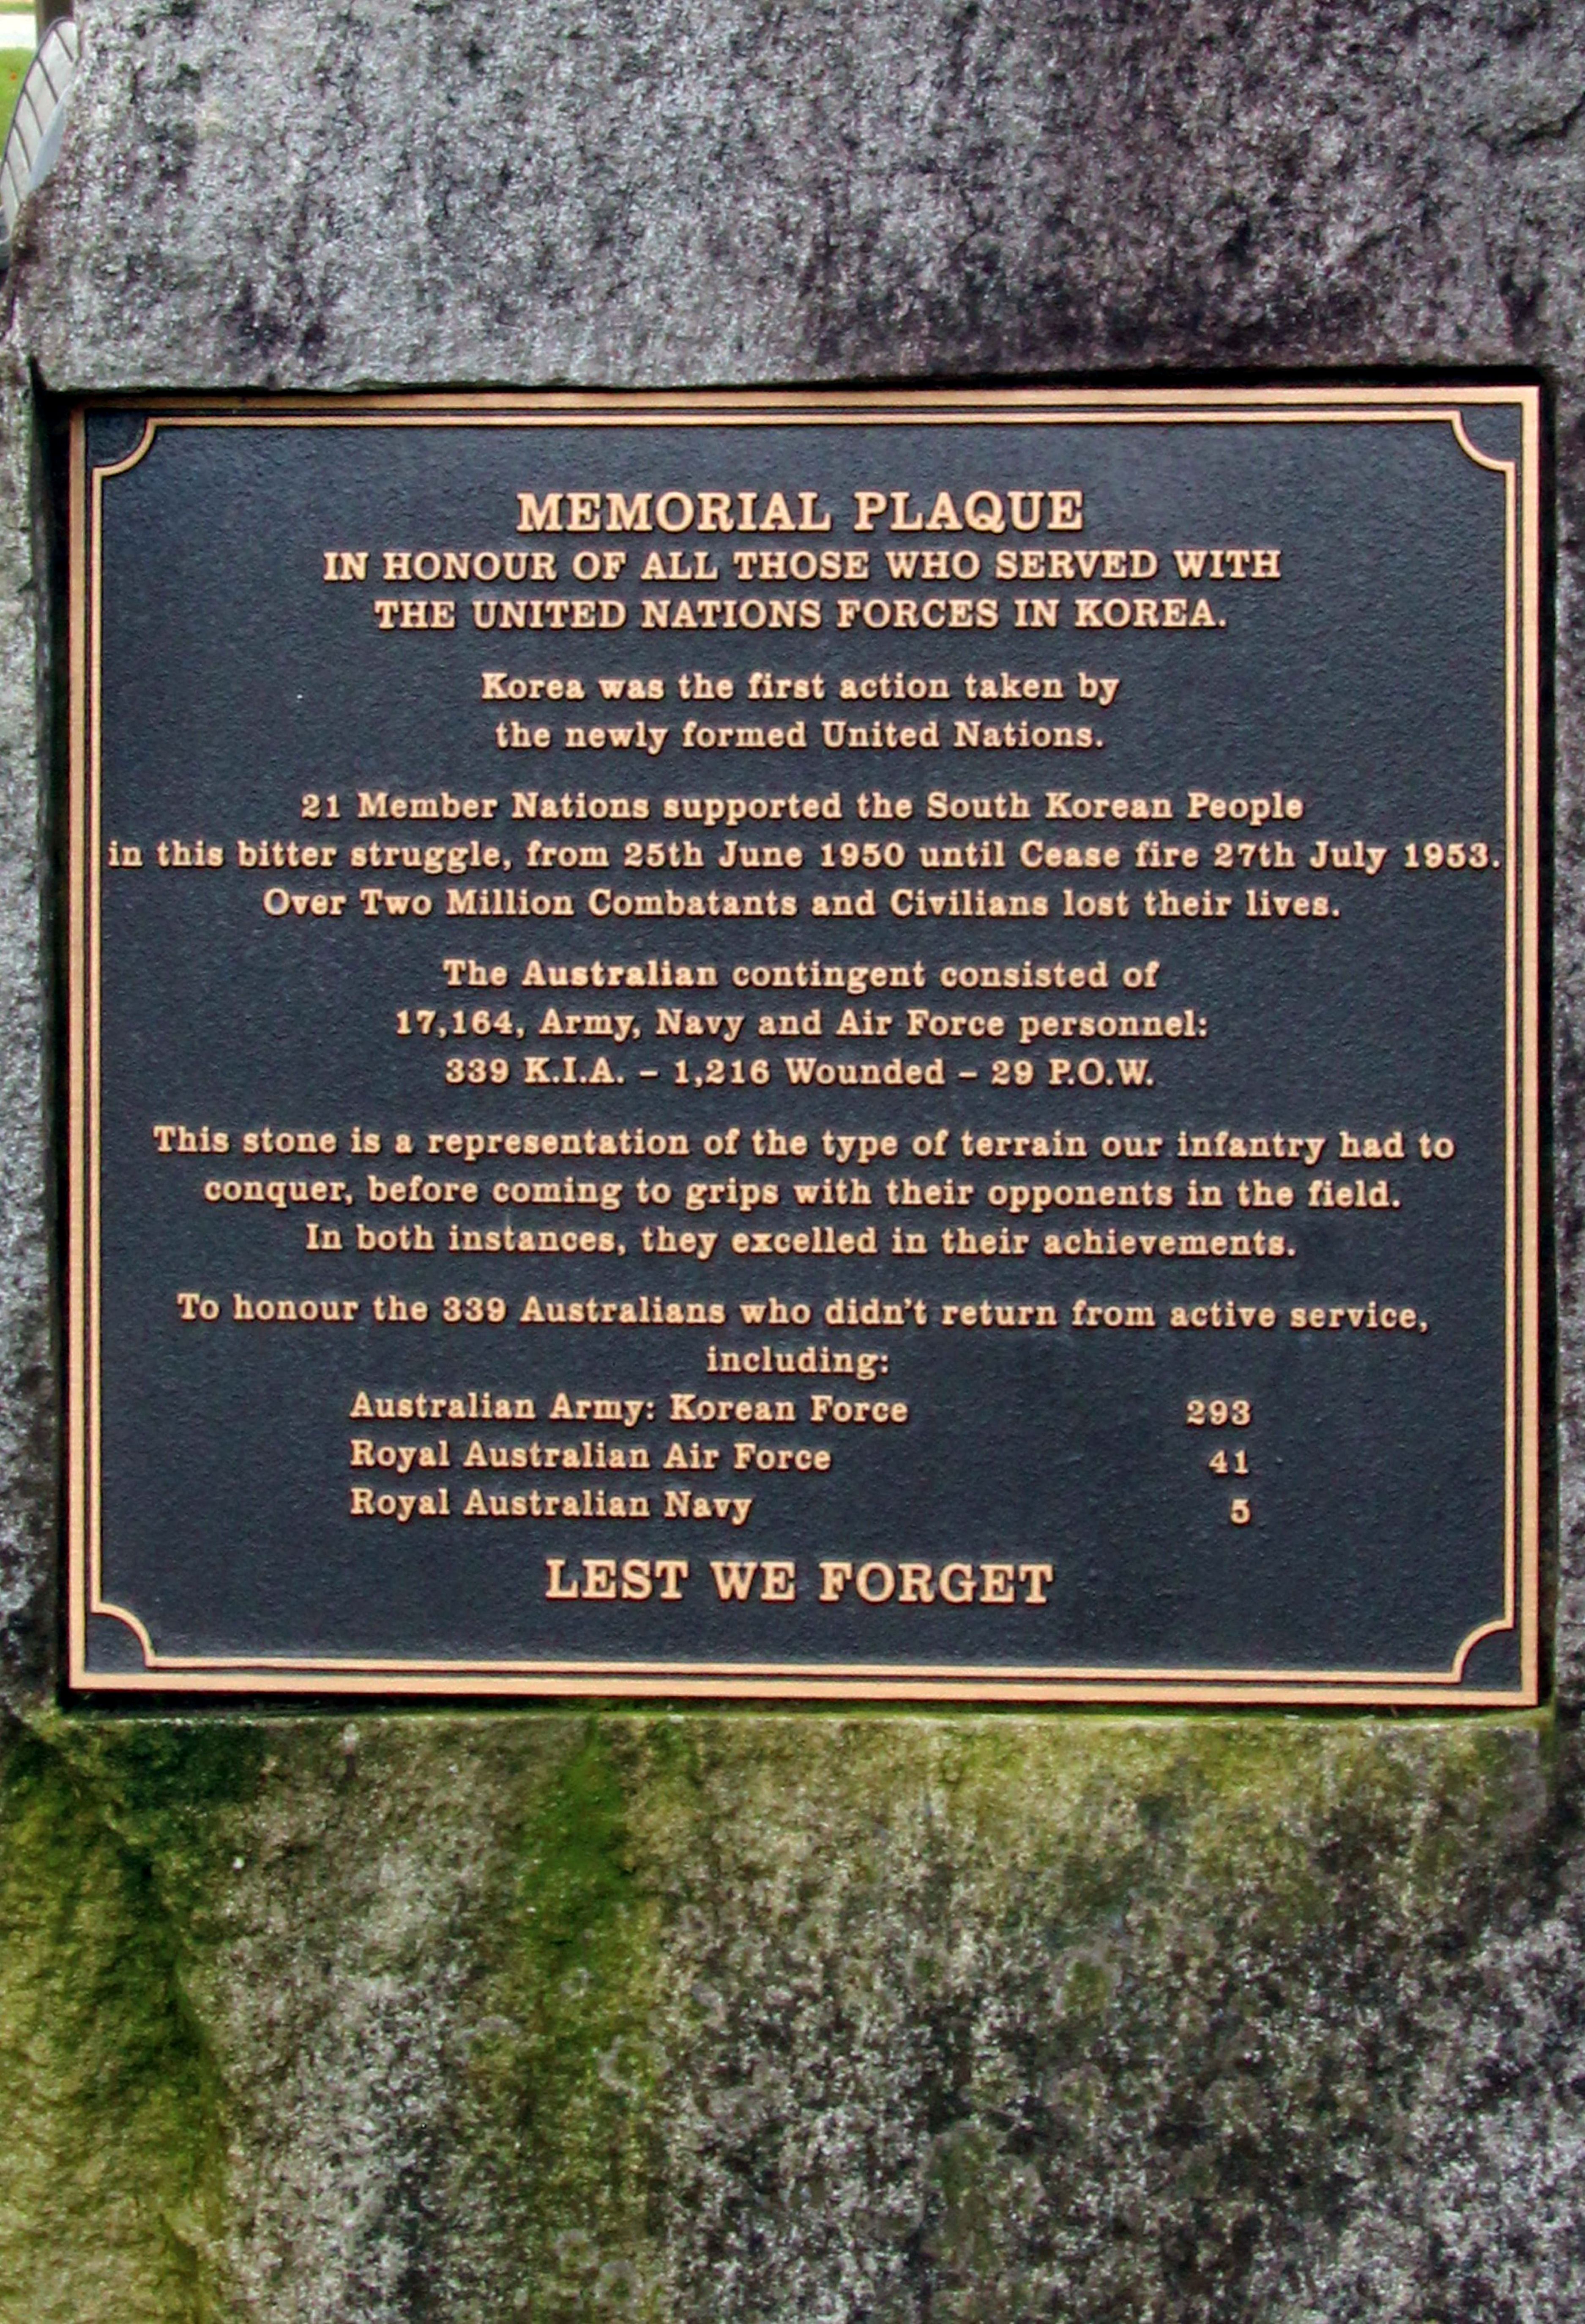 MEMORIAL PLAQUE
IN HONOUR OF ALL THOSE WHO SERVED WITH
THE UNITED NATIONS FORCES IN KOREA.
Korea was the first action taken by
the newly formed United Nations.
21 Member Nations supported the South Korean People
in this bitter struggle, from 25th June 1950 until Cease fire 27th July 1953.
Over Two Million Combatants and Civilians lost their lives.
The Australian contingent consisted of
17,164, Army, Navy and Air Force personnel:
339 K.I.A. – 1,216 Wounded – 29 P.O.W.
This stone is a representation of the type of terrain our infantry had to
conquer, before coming to grips with their opponents in the field.
In both instances, they excelled in their achievements.
To honour the 339 Australians who didn't return from active service,
including:
Australian Army: Korean Force 293
Royal Australian Air Force 41
Royal Australian Navy 5
LEST WE FORGET